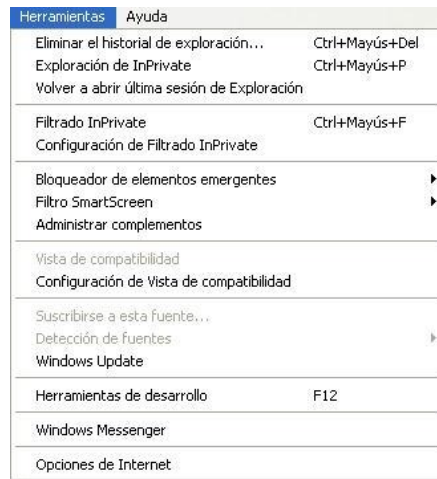 Herramientas Ayuda
Eliminar el historial de exploración... Ctrl+Mayús+Del
Exploración de InPrivate Ctrl+Mayús+P
Volver a abrir última sesión de Exploración
Filtrado InPrivate Ctrl+Mayús+F
Configuración de Filtrado InPrivate
Bloqueador de elementos emergentes
Filtro SmartScreen
Administrar complementos
Vista de compatibilidad
Configuración de Vista de compatibilidad
Suscribirse a esta fuente...
Detección de fuentes
Windows Update
Herramientas de desarrollo F12
Windows Messenger
Opciones de Internet